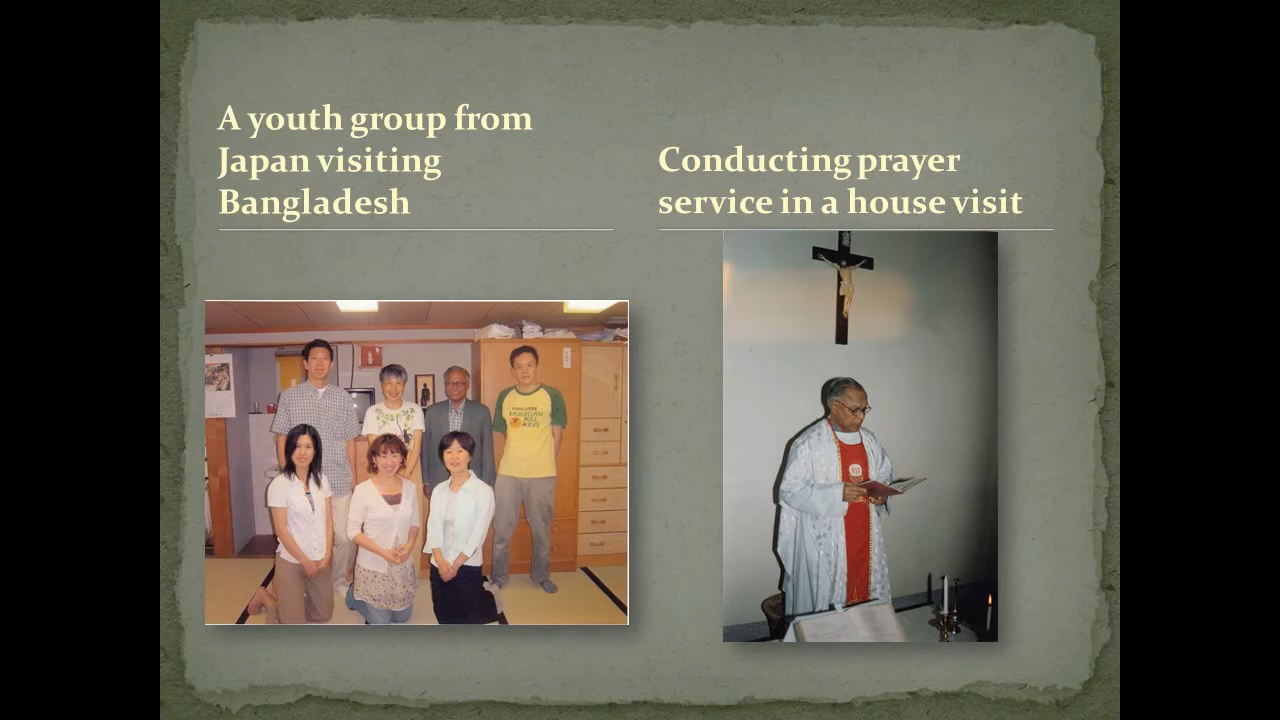 A youth group from
Japan visiting
Bangladesh
Conducting prayer
service in a house visit